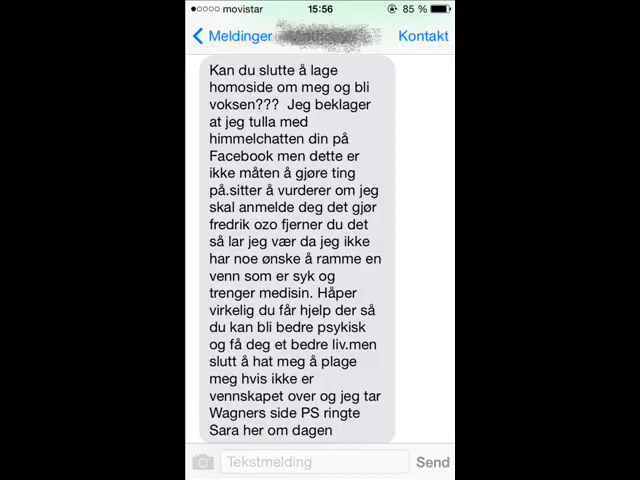 movistar 15:56 85 %
Meldinger Kontakt
Kan du slutte å lage
homoside om meg og bli
voksen??? Jeg beklager
at jeg tulla med
himmelchatten din på
Facebook men dette er
ikke måten å gjøre ting
på.sitter å vurderer om jeg
skal anmelde deg det gjør
fredrik ozo fjerner du det
så lar jeg vær da jeg ikke
har noe ønske å ramme en
venn som er syk og
trenger medisin. Håper
virkelig du får hjelp der så
du kan bli bedre psykisk
og få deg et bedre liv.men
slutt å hat meg å plage
meg hvis ikke er
vennskapet over og jeg tar
Wagners side PS ringte
Sara her om dagen
Tekstmelding Send